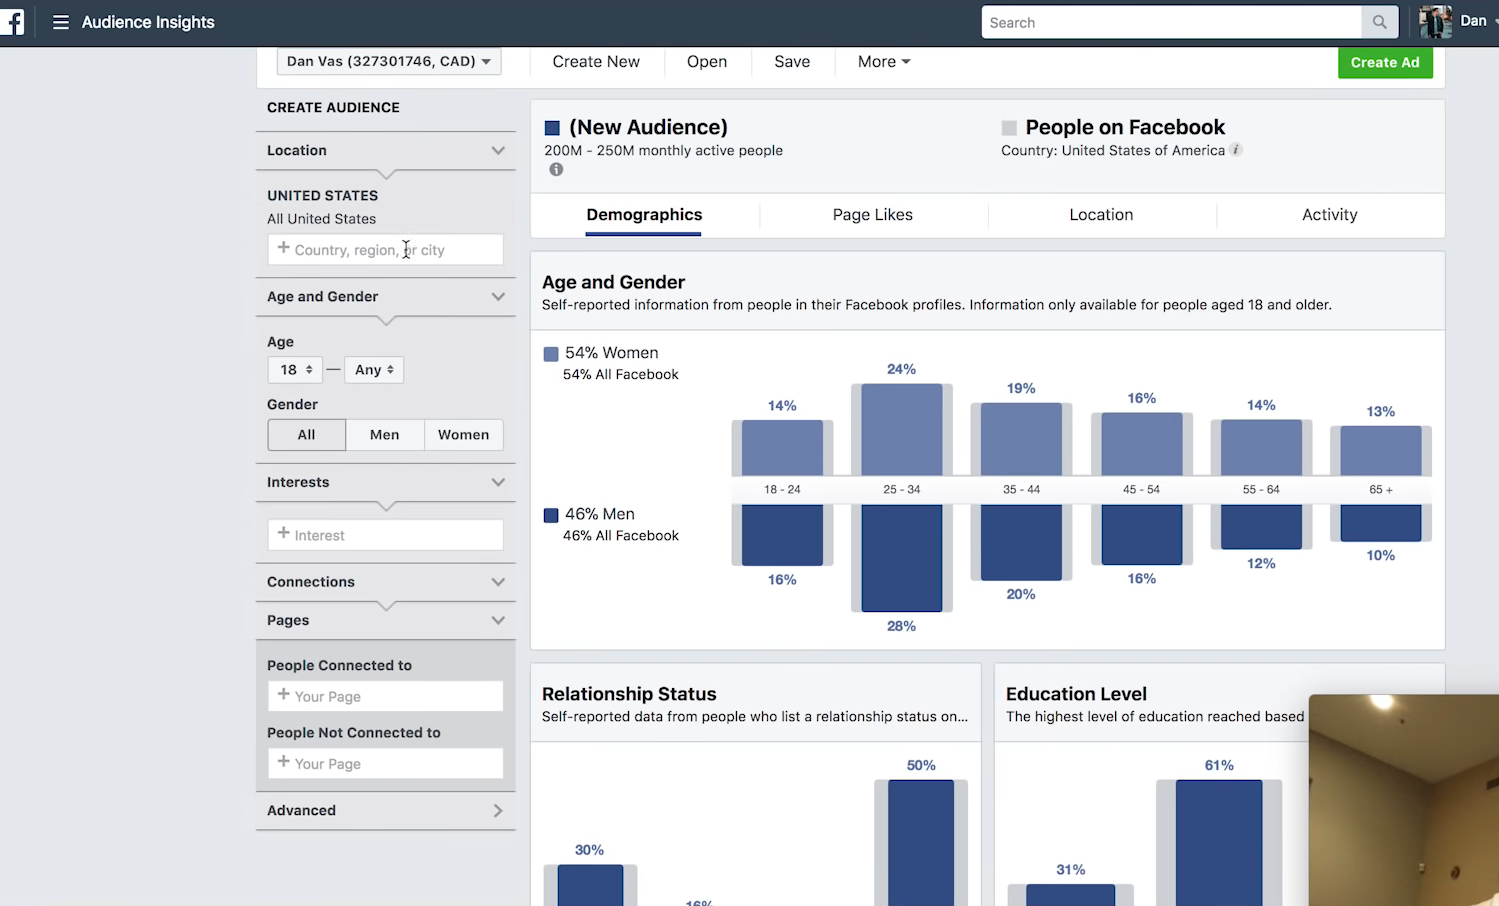 Audience Insights
Search
Dan
Dan Vas (327301746, CAD)
Create New
Open
Save
More
Create Ad
CREATE AUDIENCE
Location
UNITED STATES
All United States
+ Country, region, or city
Age and Gender
Age
18 — Any
Gender
All
Men
Women
Interests
+ Interest
Connections
Pages
People Connected to
+ Your Page
People Not Connected to
+ Your Page
Advanced
(New Audience)
200M - 250M monthly active people
People on Facebook
Country: United States of America
Demographics
Page Likes
Location
Activity
Age and Gender
Self-reported information from people in their Facebook profiles. Information only available for people aged 18 and older.
54% Women
54% All Facebook
14%
24%
19%
16%
14%
13%
18 - 24
25 - 34
35 - 44
45 - 54
55 - 64
65 +
46% Men
46% All Facebook
16%
28%
20%
16%
12%
10%
Relationship Status
Self-reported data from people who list a relationship status on...
50%
30%
16%
Education Level
The highest level of education reached based
61%
31%